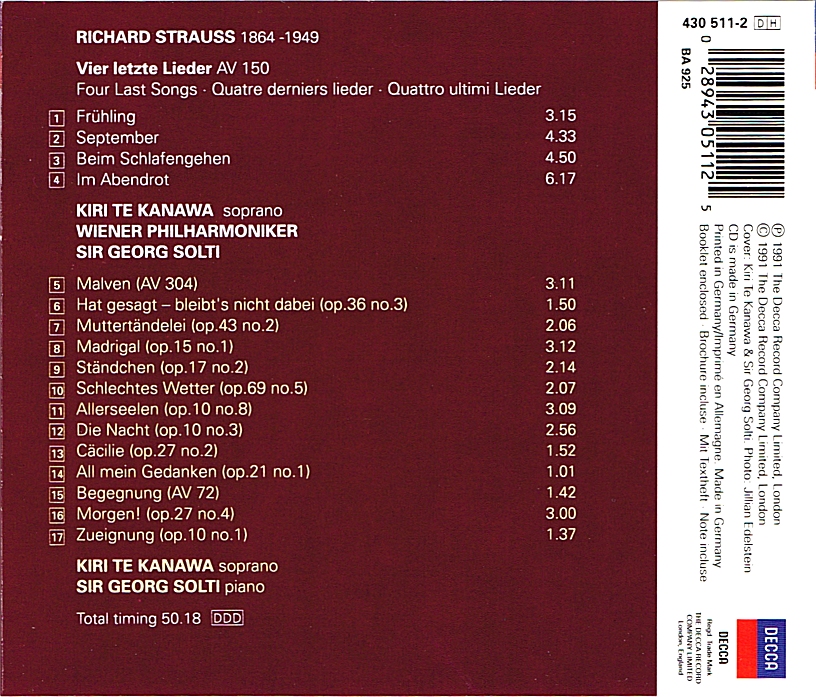 RICHARD STRAUSS 1864 -1949
Vier letzte Lieder AV 150
Four Last Songs · Quatre derniers lieder · Quattro ultimi Lieder
1 Frühling 3.15
2 September 4.33
3 Beim Schlafengehen 4.50
4 Im Abendrot 6.17
KIRI TE KANAWA soprano
WIENER PHILHARMONIKER
SIR GEORG SOLTI
5 Malven (AV 304) 3.11
6 Hat gesagt – bleibt's nicht dabei (op.36 no.3) 1.50
7 Muttertändelei (op.43 no.2) 2.06
8 Madrigal (op.15 no.1) 3.12
9 Ständchen (op.17 no.2) 2.14
10 Schlechtes Wetter (op.69 no.5) 2.07
11 Allerseelen (op.10 no.8) 3.09
12 Die Nacht (op.10 no.3) 2.56
13 Cäcilie (op.27 no.2) 1.52
14 All mein Gedanken (op.21 no.1) 1.01
15 Begegnung (AV 72) 1.42
16 Morgen! (op.27 no.4) 3.00
17 Zueignung (op.10 no.1) 1.37
KIRI TE KANAWA soprano
SIR GEORG SOLTI piano
Total timing 50.18 DDD
430 511-2 DH
BA 925
0 28943 05112 5
Ⓟ 1991 The Decca Record Company Limited, London
© 1991 The Decca Record Company Limited, London
Cover: Kiri Te Kanawa & Sir Georg Solti. Photo: Jillian Edelstein
CD is made in Germany
Printed in Germany/Imprimé en Allemagne. Made in Germany
Booklet enclosed · Brochure incluse · Mit Textheft · Note incluse
DECCA
DECCA
Regd. Trade Mark
THE DECCA RECORD
COMPANY LIMITED
London, England